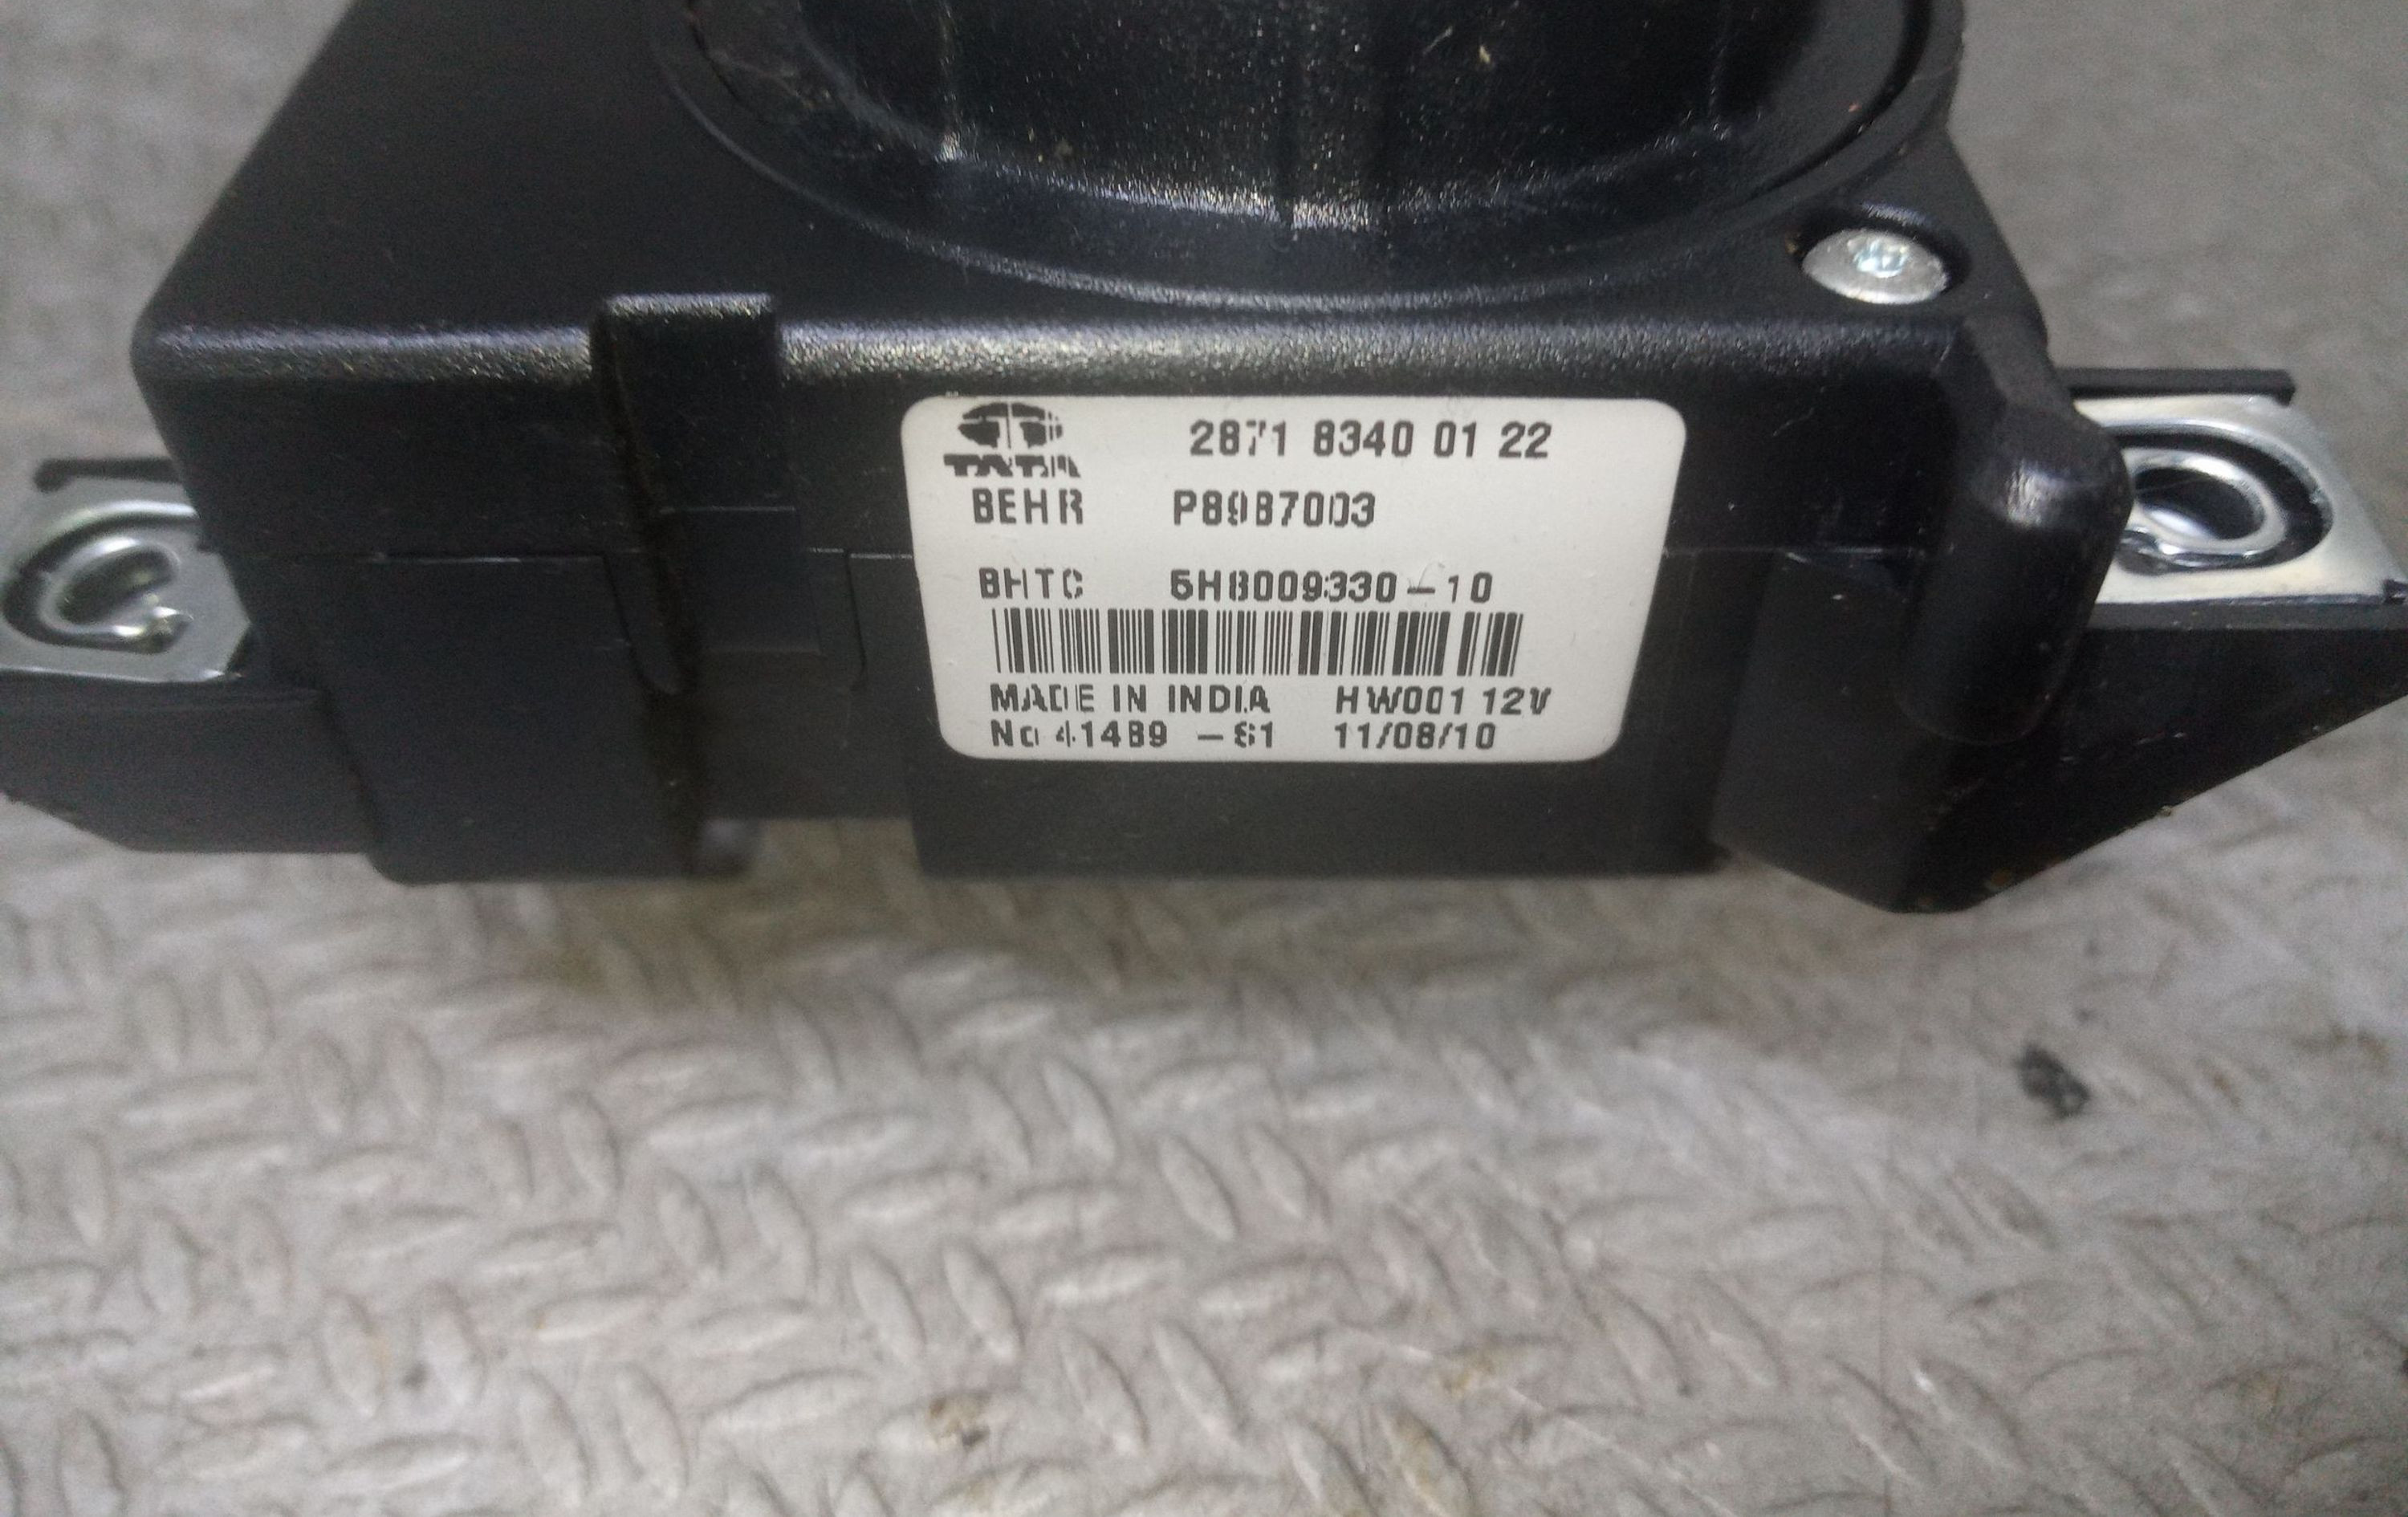 TATA 2871 8340 01 22
BEHR P8987003
BHTC 5H8009330-10
MADE IN INDIA HW001 12V
No 41489 -S1 11/08/10